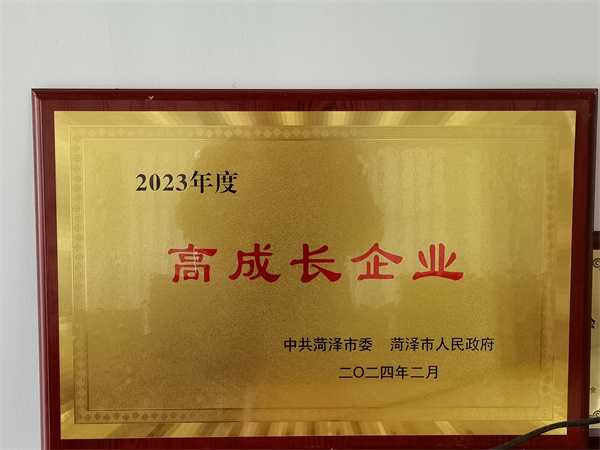 2023年度
高成长企业
中共菏泽市委 菏泽市人民政府
二〇二四年二月
会